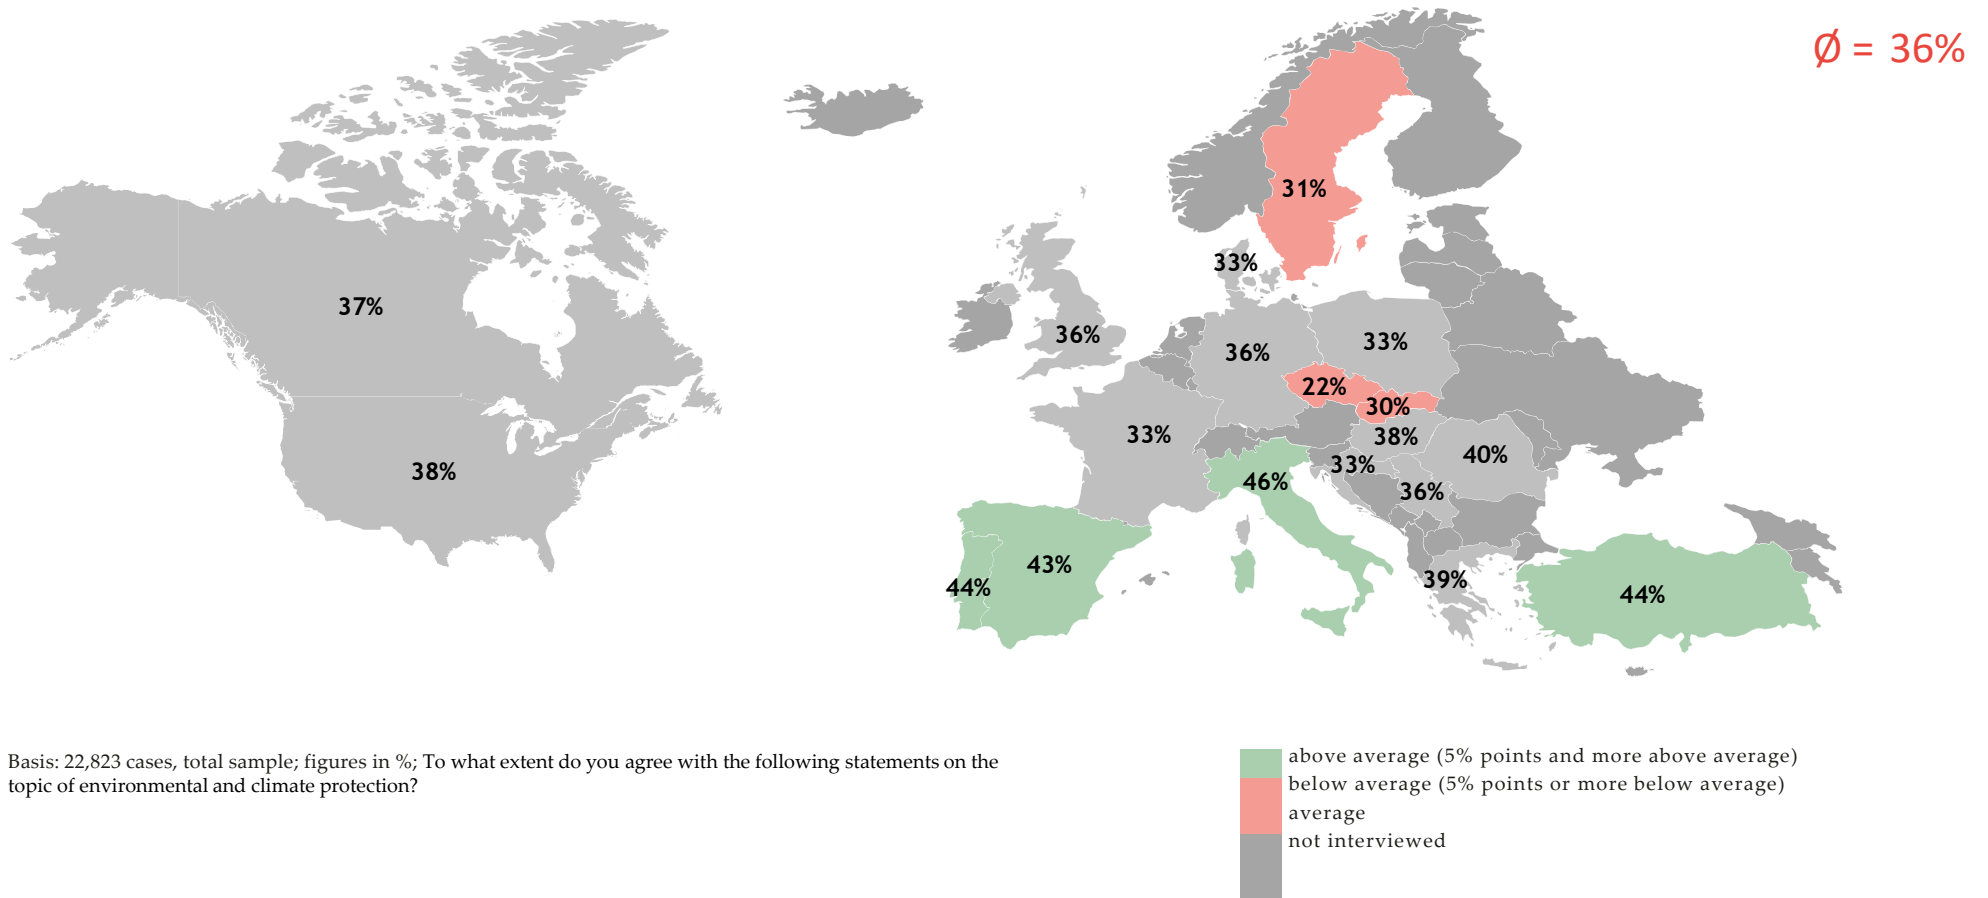 Ø = 36%
31%
33%
37%
36%
36%
33%
22%
30%
33%
38%
40%
33%
38%
46%
36%
43%
39%
44%
44%
Basis: 22,823 cases, total sample; figures in %; To what extent do you agree with the following statements on the
topic of environmental and climate protection?
above average (5% points and more above average)
below average (5% points or more below average)
average
not interviewed